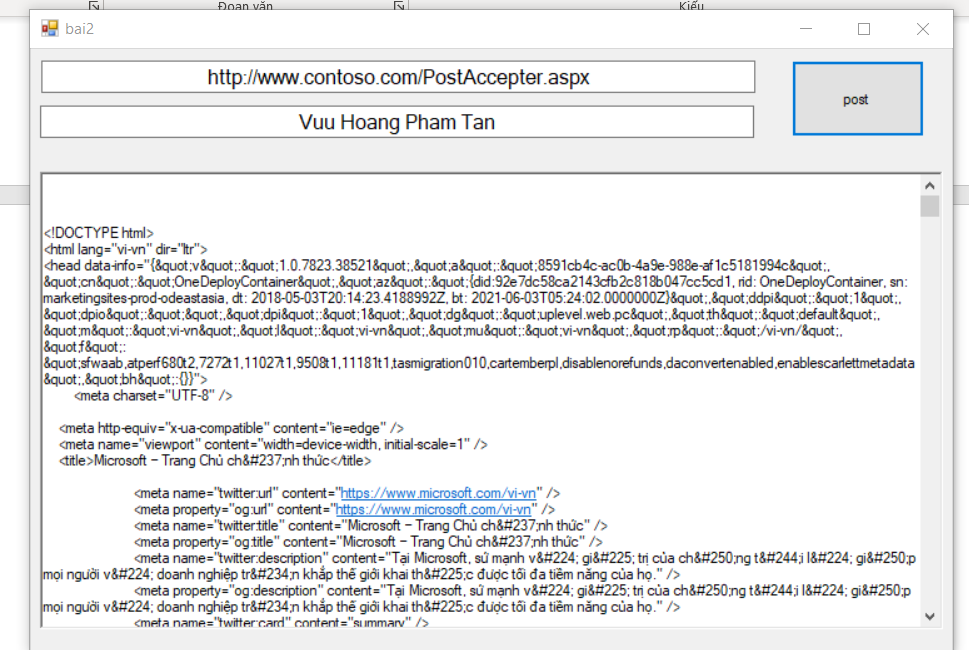 Đoạn văn
Kiểu
bai2
http://www.contoso.com/PostAccepter.aspx
post
Vuu Hoang Pham Tan
<!DOCTYPE html>
<html lang="vi-vn" dir="ltr">
<head data-info="{&quot;v&quot;:&quot;1.0.7823.38521&quot;,&quot;a&quot;:&quot;8591cb4c-ac0b-4a9e-988e-af1c5181994c&quot;,
&quot;cn&quot;:&quot;OneDeployContainer&quot;,&quot;az&quot;:&quot;{did:92e7dc58ca2143cfb2c818b047cc5cd1, rid: OneDeployContainer, sn:
marketingsites-prod-odeastasia, dt: 2018-05-03T20:14:23.4188992Z, bt: 2021-06-03T05:24:02.0000000Z}&quot;,&quot;ddpi&quot;:&quot;1&quot;,
&quot;dpio&quot;:&quot;&quot;,&quot;dpi&quot;:&quot;1&quot;,&quot;dg&quot;:&quot;uplevel.web.pc&quot;,&quot;th&quot;:&quot;default&quot;,
&quot;m&quot;:&quot;vi-vn&quot;,&quot;l&quot;:&quot;vi-vn&quot;,&quot;mu&quot;:&quot;vi-vn&quot;,&quot;rp&quot;:&quot;/vi-vn/&quot;,
&quot;f&quot;:
&quot;sfwaab,atperf680t2,7272t1,11027t1,9508t1,11181t1,tasmigration010,cartemberpl,disablenorefunds,daconvertenabled,enablescarlettmetadata
&quot;,&quot;bh&quot;:{}}">
<meta charset="UTF-8" />
<meta http-equiv="x-ua-compatible" content="ie=edge" />
<meta name="viewport" content="width=device-width, initial-scale=1" />
<title>Microsoft – Trang Chủ ch&#237;nh thức</title>
<meta name="twitter:url" content="https://www.microsoft.com/vi-vn" />
<meta property="og:url" content="https://www.microsoft.com/vi-vn" />
<meta name="twitter:title" content="Microsoft – Trang Chủ ch&#237;nh thức" />
<meta property="og:title" content="Microsoft – Trang Chủ ch&#237;nh thức" />
<meta name="twitter:description" content="Tại Microsoft, sứ mạnh v&#224; gi&#225; trị của ch&#250;ng t&#244;i l&#224; gi&#250;p
mọi người v&#224; doanh nghiệp tr&#234;n khắp thế giới khai th&#225;c được tối đa tiềm năng của họ." />
<meta property="og:description" content="Tại Microsoft, sứ mạnh v&#224; gi&#225; trị của ch&#250;ng t&#244;i l&#224; gi&#250;p
mọi người v&#224; doanh nghiệp tr&#234;n khắp thế giới khai th&#225;c được tối đa tiềm năng của họ." />
<meta name="twitter:card" content="summary" />